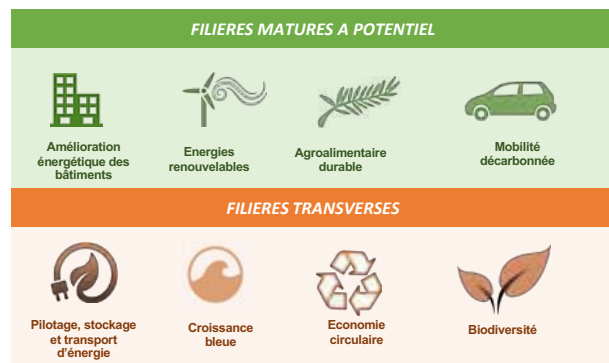 FILIERES MATURES A POTENTIEL
Amélioration
énergétique des
bâtiments
Energies
renouvelables
Agroalimentaire
durable
Mobilité
décarbonnée
FILIERES TRANSVERSES
Pilotage, stockage
et transport
d'énergie
Croissance
bleue
Economie
circulaire
Biodiversité